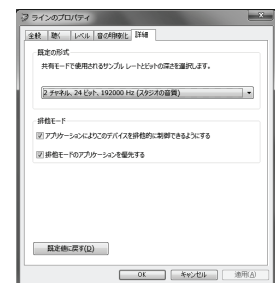 ラインのプロパティ
全般 聴く レベル 音の明瞭化 詳細
既定の形式
共有モードで使用されるサンプル レートとビットの深さを選択します。
2 チャネル、24 ビット、192000 Hz (スタジオの音質)
排他モード
アプリケーションによりこのデバイスを排他的に制御できるようにする
排他モードのアプリケーションを優先する
既定値に戻す(D)
OK キャンセル 適用(A)